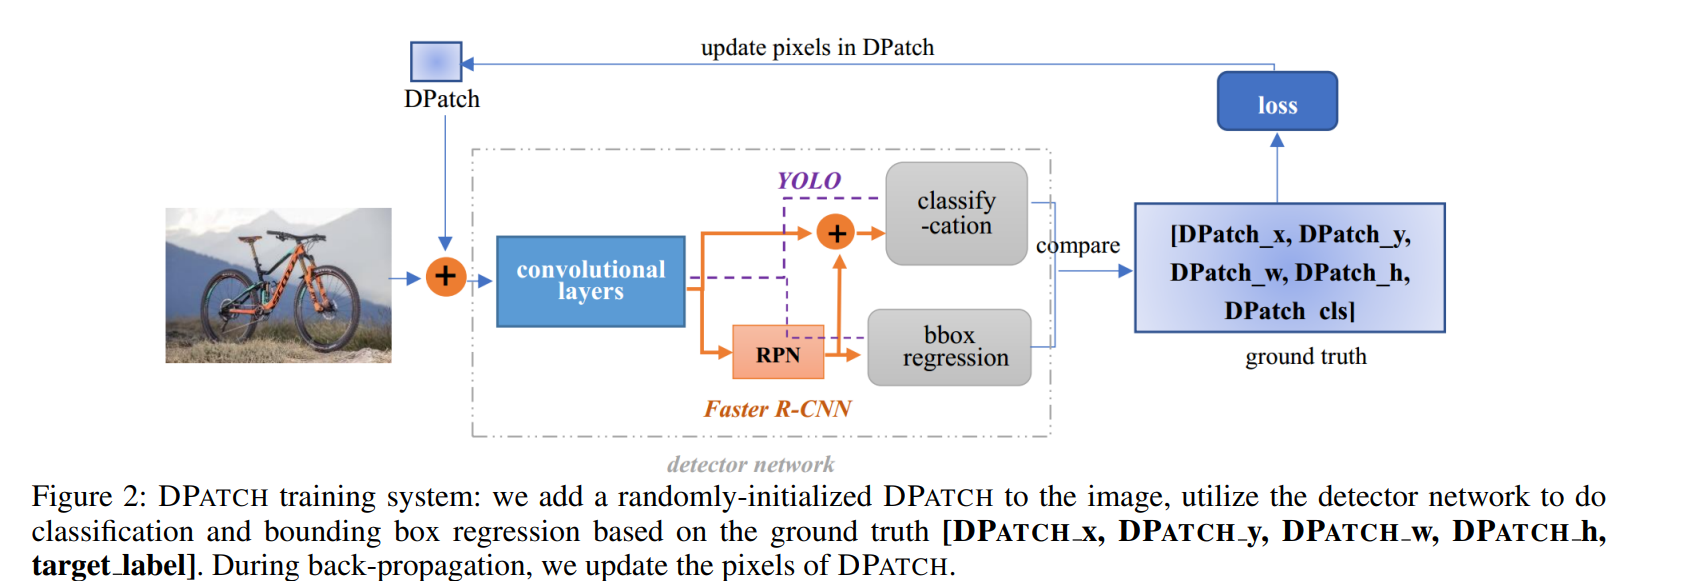 update pixels in DPatch
DPatch
loss
YOLO
classify
-cation
+
[DPatch_x, DPatch_y,
DPatch_w, DPatch_h,
DPatch cls]
compare
+
convolutional
layers
bbox
regression
RPN
ground truth
Faster R-CNN
detector network
Figure 2: DPATCH training system: we add a randomly-initialized DPATCH to the image, utilize the detector network to do
classification and bounding box regression based on the ground truth [DPATCH_x, DPATCH_y, DPATCH_w, DPATCH_h,
target_label]. During back-propagation, we update the pixels of DPATCH.